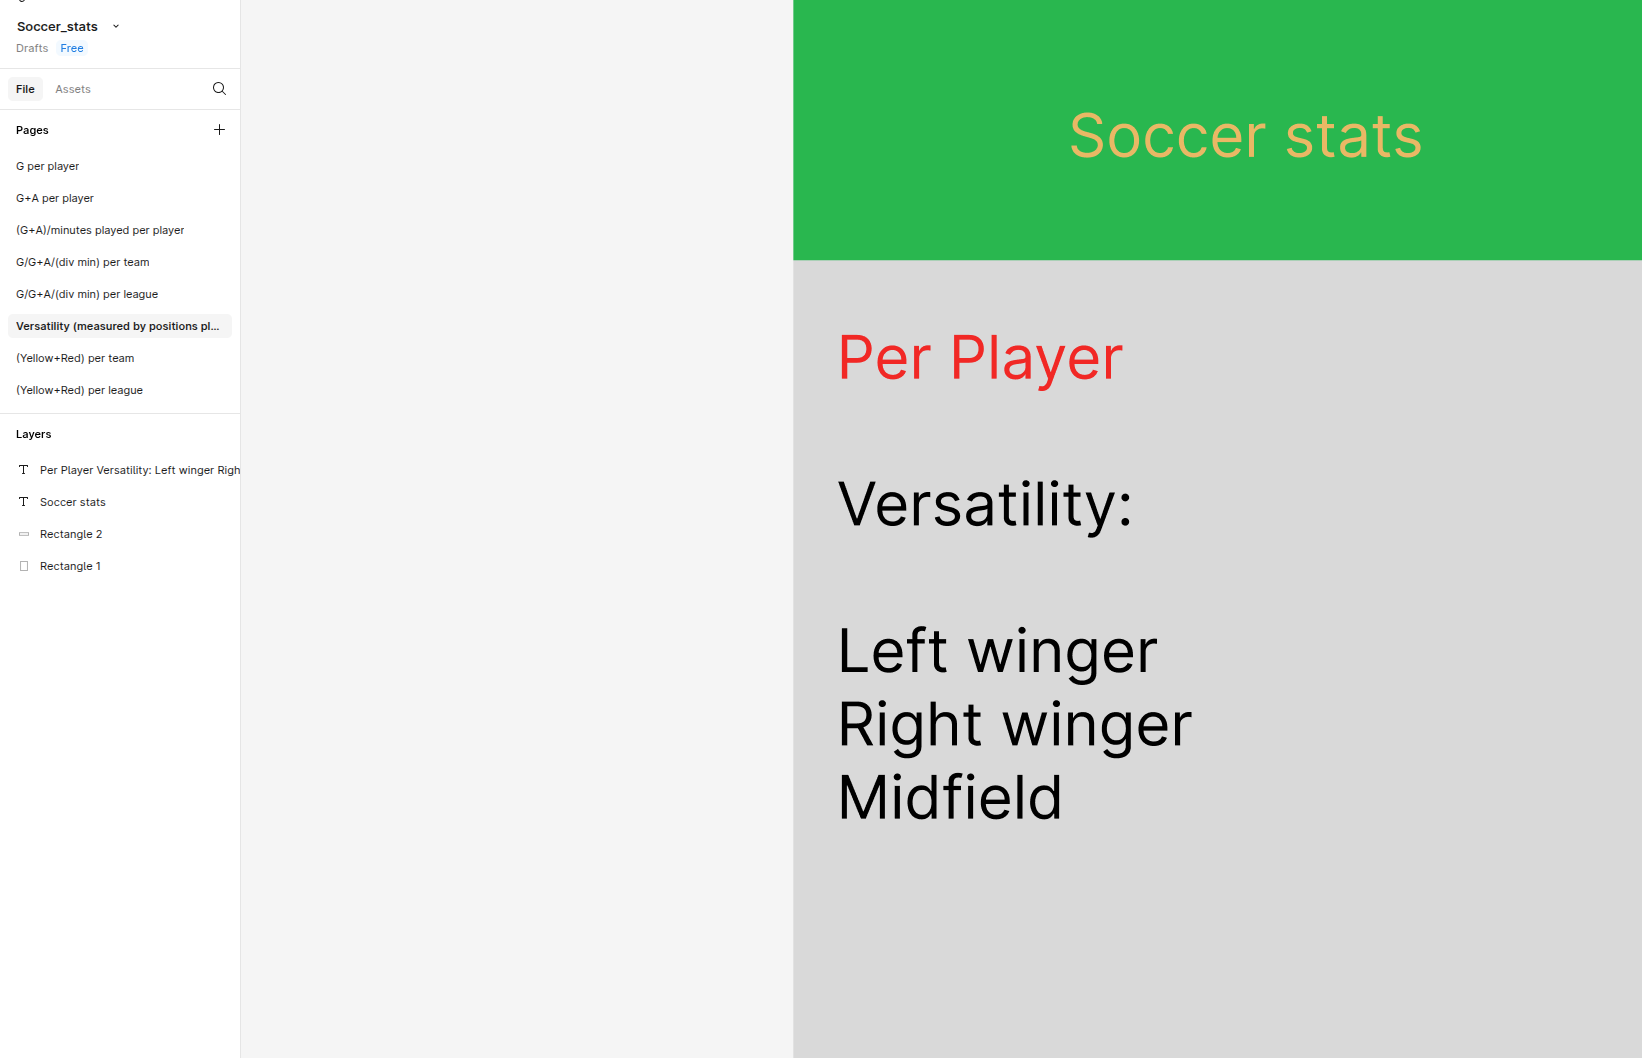 Soccer_stats
Drafts Free
File Assets
Pages
G per player
G+A per player
(G+A)/minutes played per player
G/G+A/(div min) per team
G/G+A/(div min) per league
Versatility (measured by positions pl...
(Yellow+Red) per team
(Yellow+Red) per league
Layers
Per Player Versatility: Left winger Righ
Soccer stats
Rectangle 2
Rectangle 1
Soccer stats
Per Player
Versatility:
Left winger
Right winger
Midfield